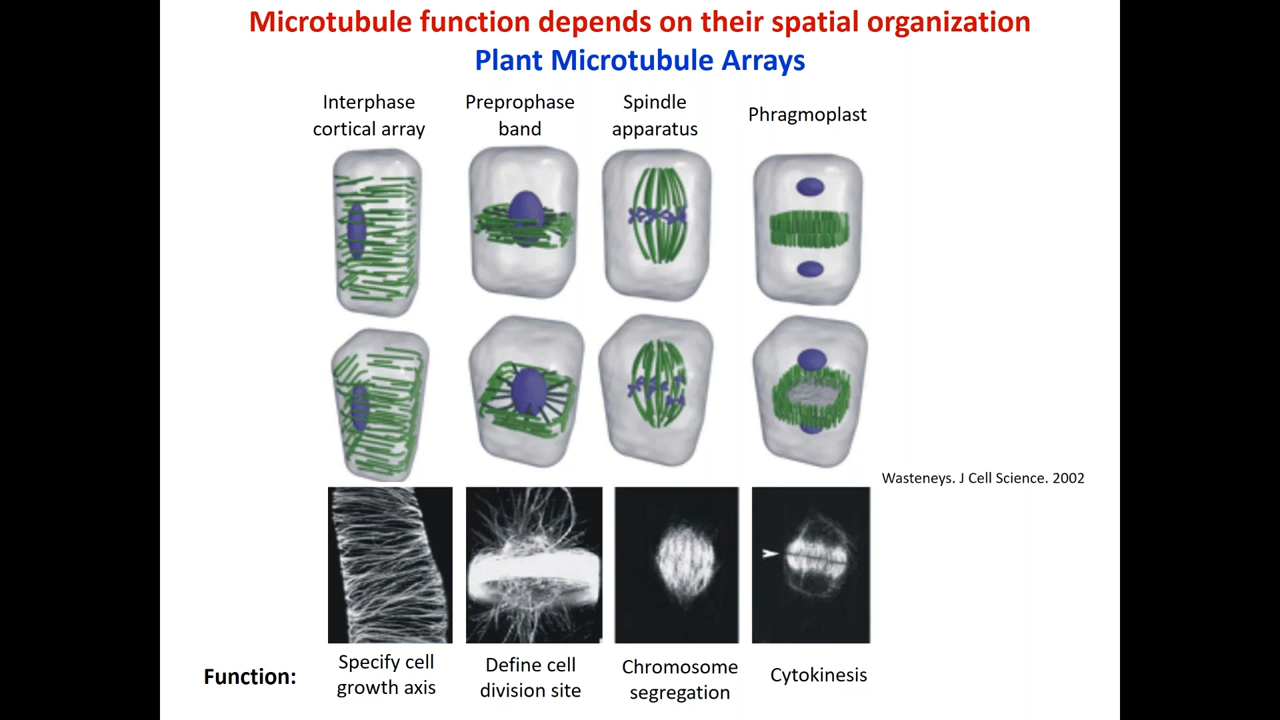 Microtubule function depends on their spatial organization
Plant Microtubule Arrays
Interphase
cortical array
Preprophase
band
Spindle
apparatus
Phragmoplast
Wasteneys. J Cell Science. 2002
Function:
Specify cell
growth axis
Define cell
division site
Chromosome
segregation
Cytokinesis